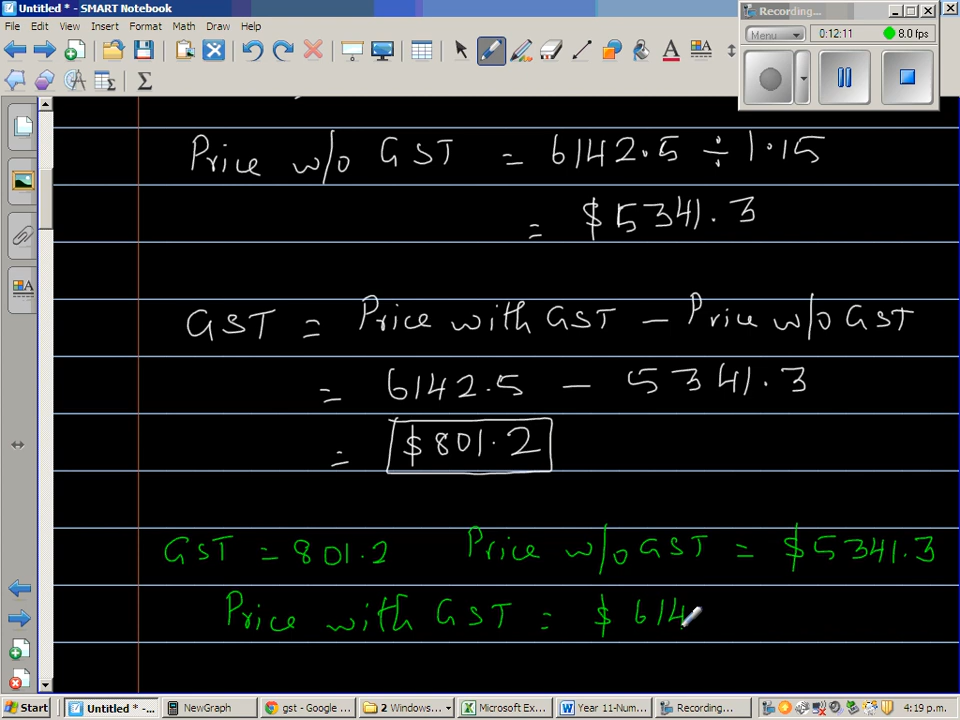 Untitled * - SMART Notebook
File Edit View Insert Format Math Draw Help
Recording...
Menu 0:12:11 8.0 fps
Price w/o GST = 6142.5 ÷ 1.15
= $5341.3
GST = Price with GST – Price w/o GST
= 6142.5 – 5341.3
= $801.2
GST = 801.2 Price w/o GST = $5341.3
Price with GST = $ 614
Start Untitled * - ... NewGraph gst - Google ... 2 Windows... Microsoft Ex... Year 11-Num... Recording... 4:19 p.m.